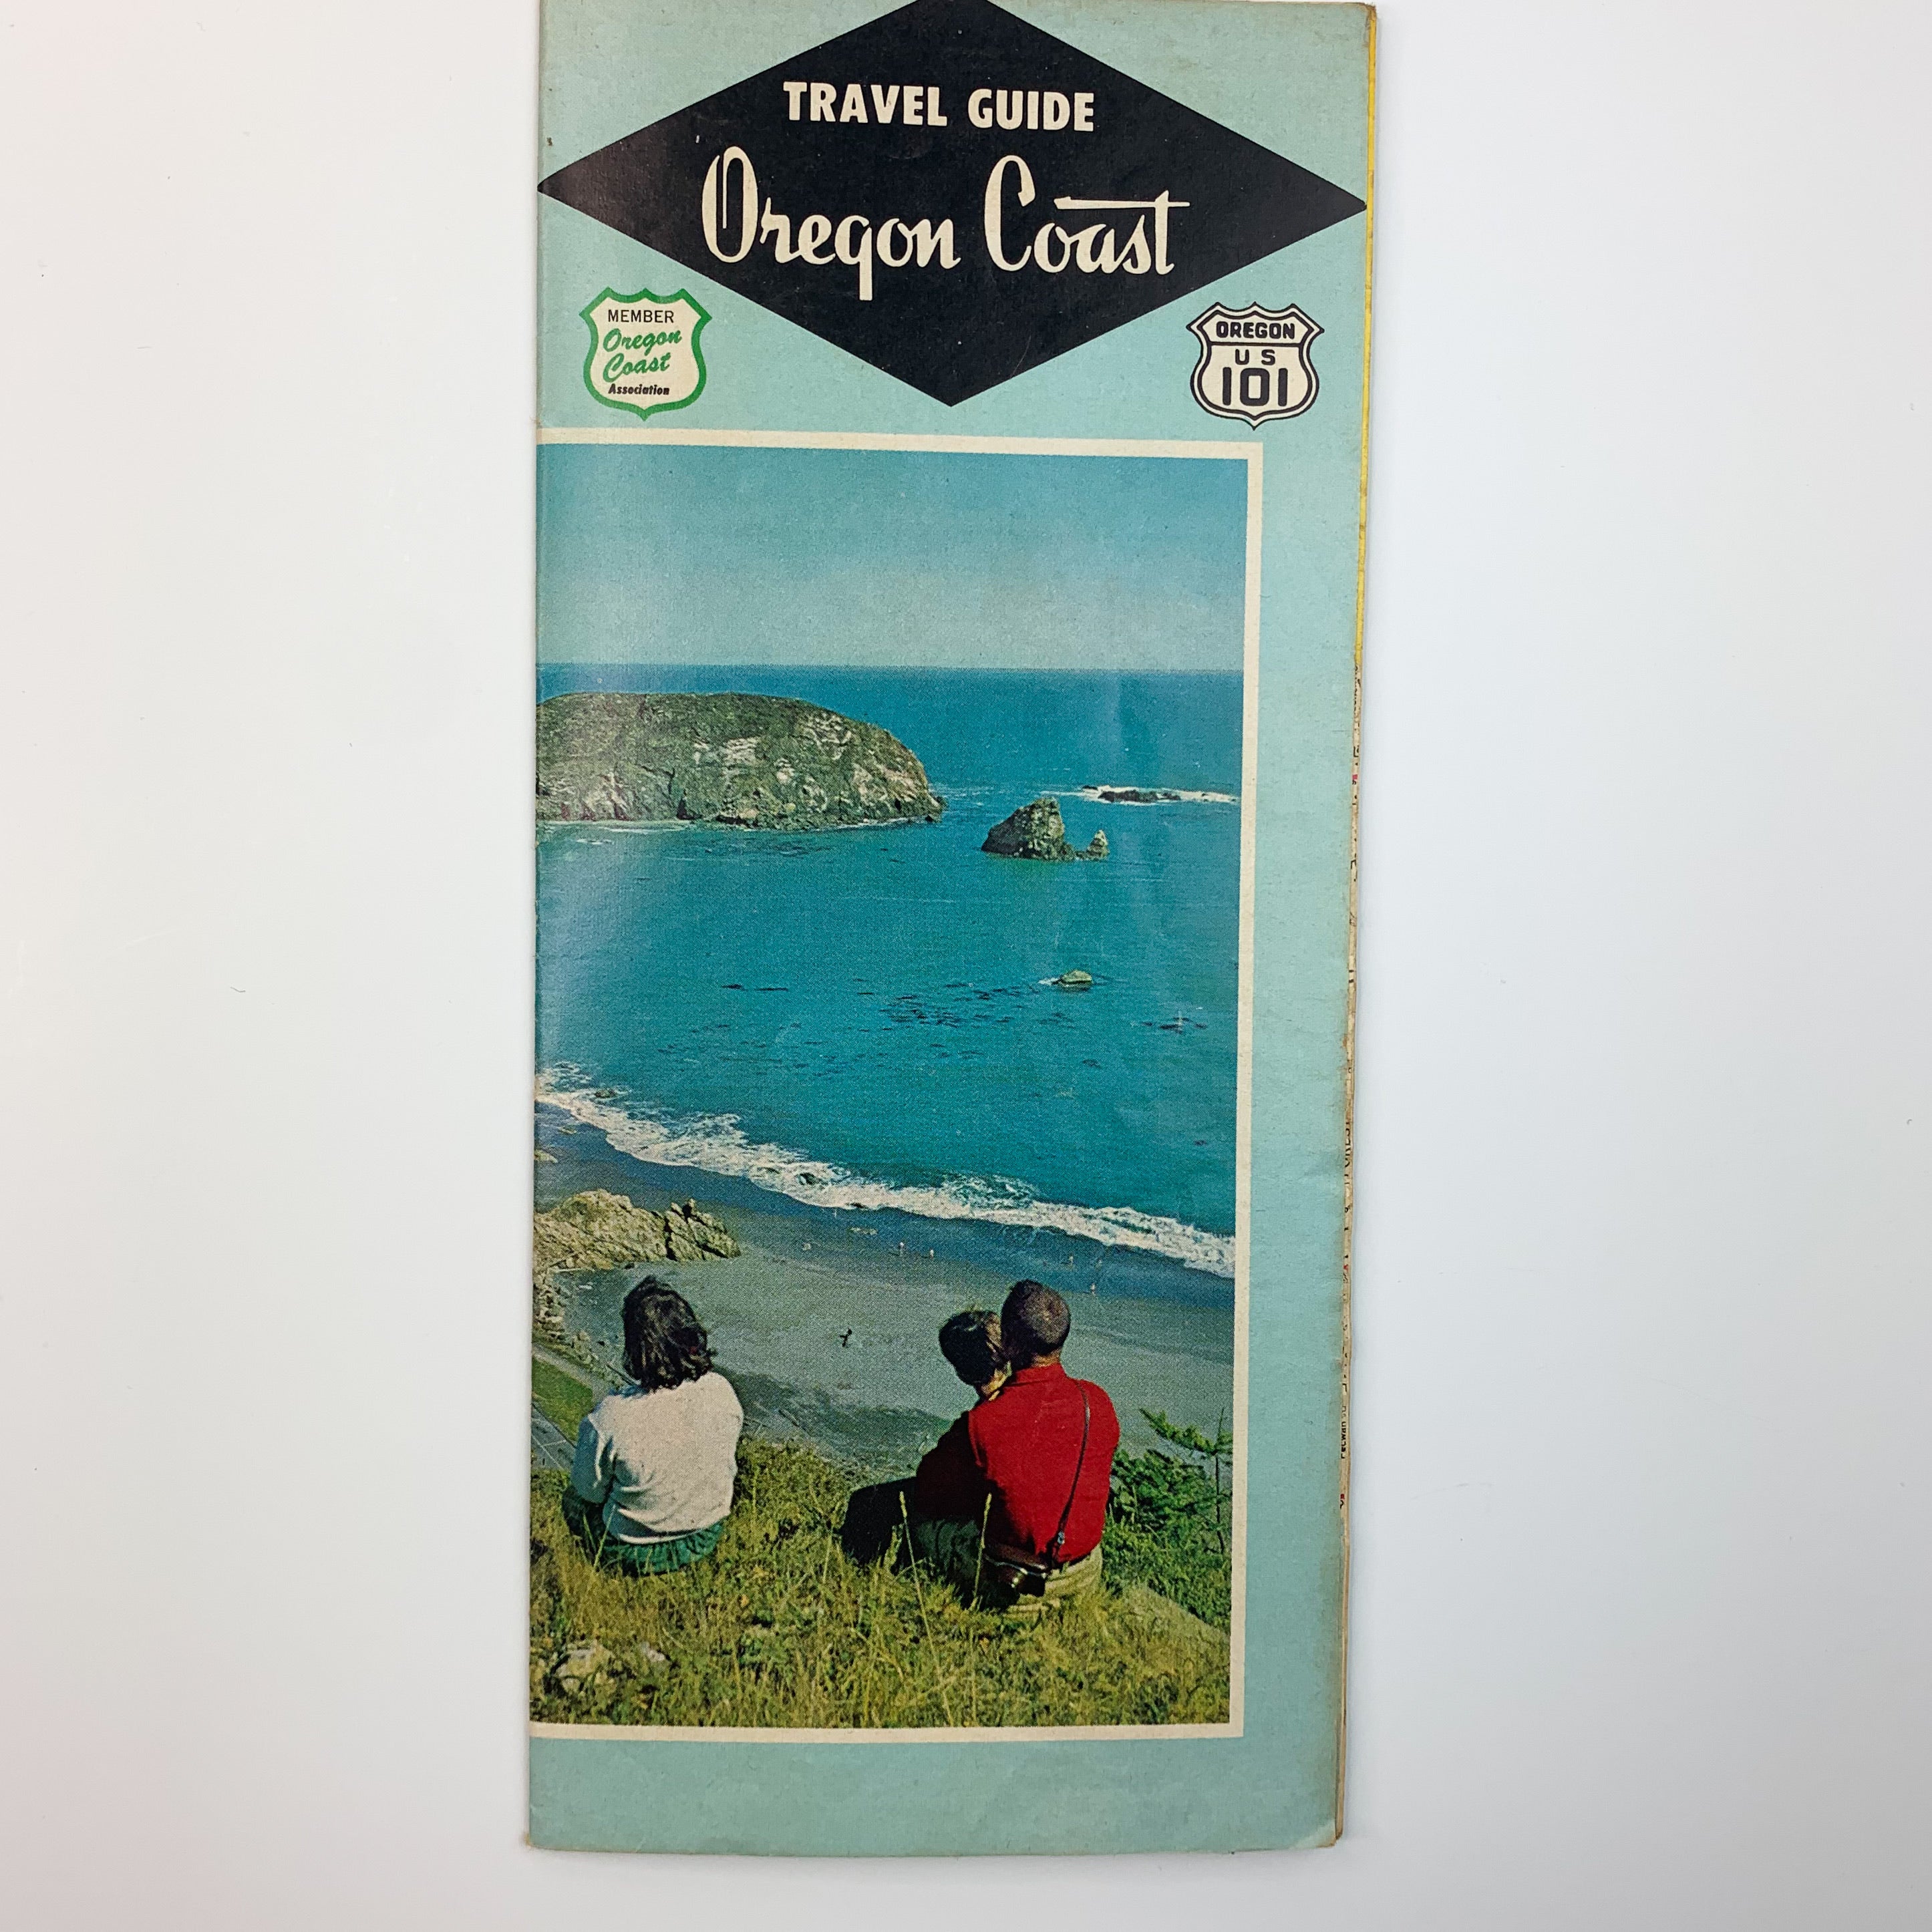 TRAVEL GUIDE
Oregon Coast
MEMBER
Oregon
Coast
Association
OREGON
US
101